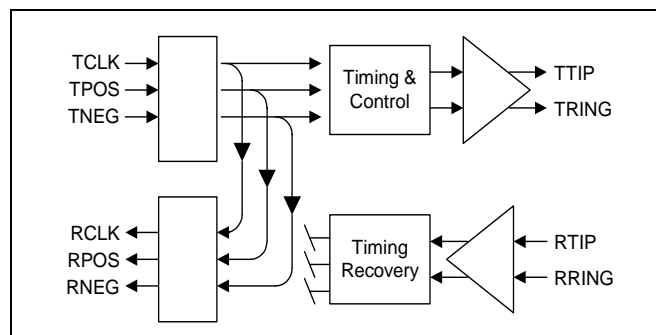 TCLK
TPOS
TNEG
Timing &
Control
TTIP
TRING
RCLK
RPOS
RNEG
Timing
Recovery
RTIP
RRING